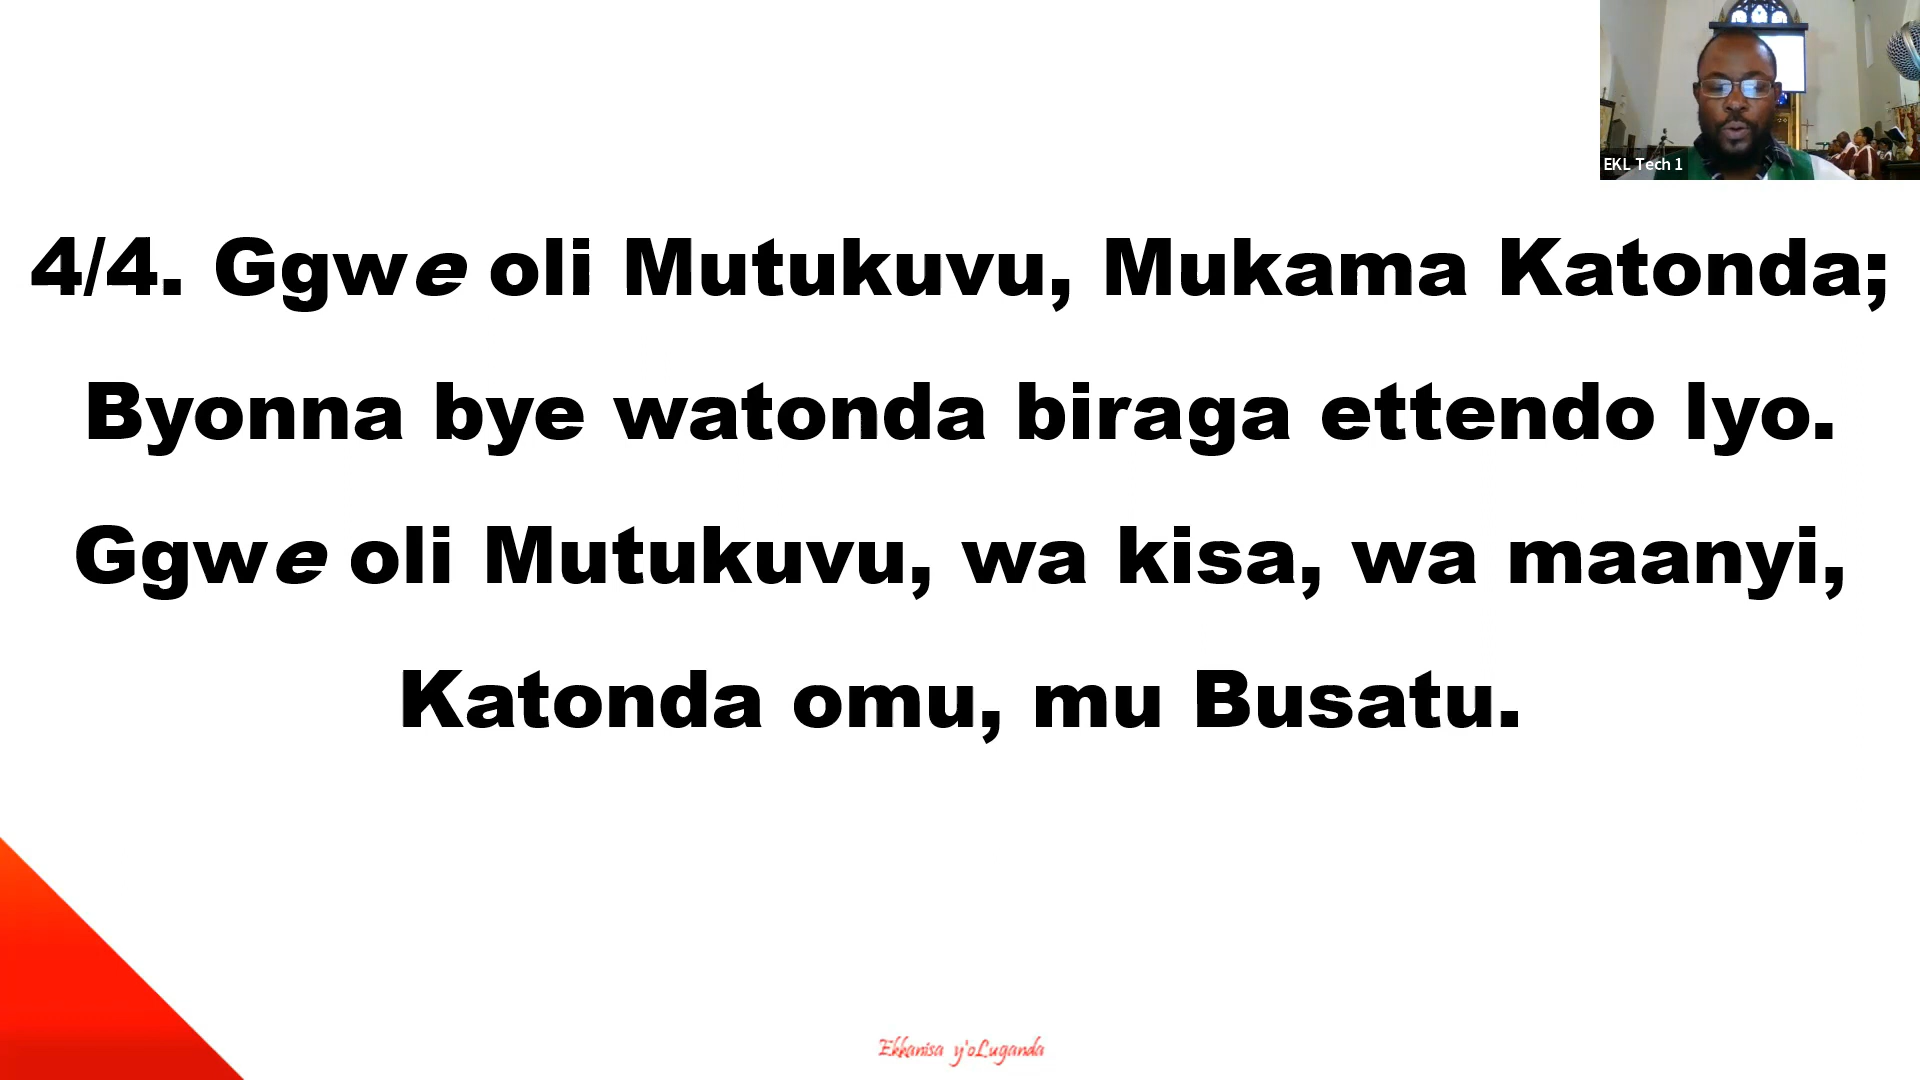 EKL Tech 1
4/4. Ggwe oli Mutukuvu, Mukama Katonda;
Byonna bye watonda biraga ettendo lyo.
Ggwe oli Mutukuvu, wa kisa, wa maanyi,
Katonda omu, mu Busatu.
Ekkanisa y'oLuganda